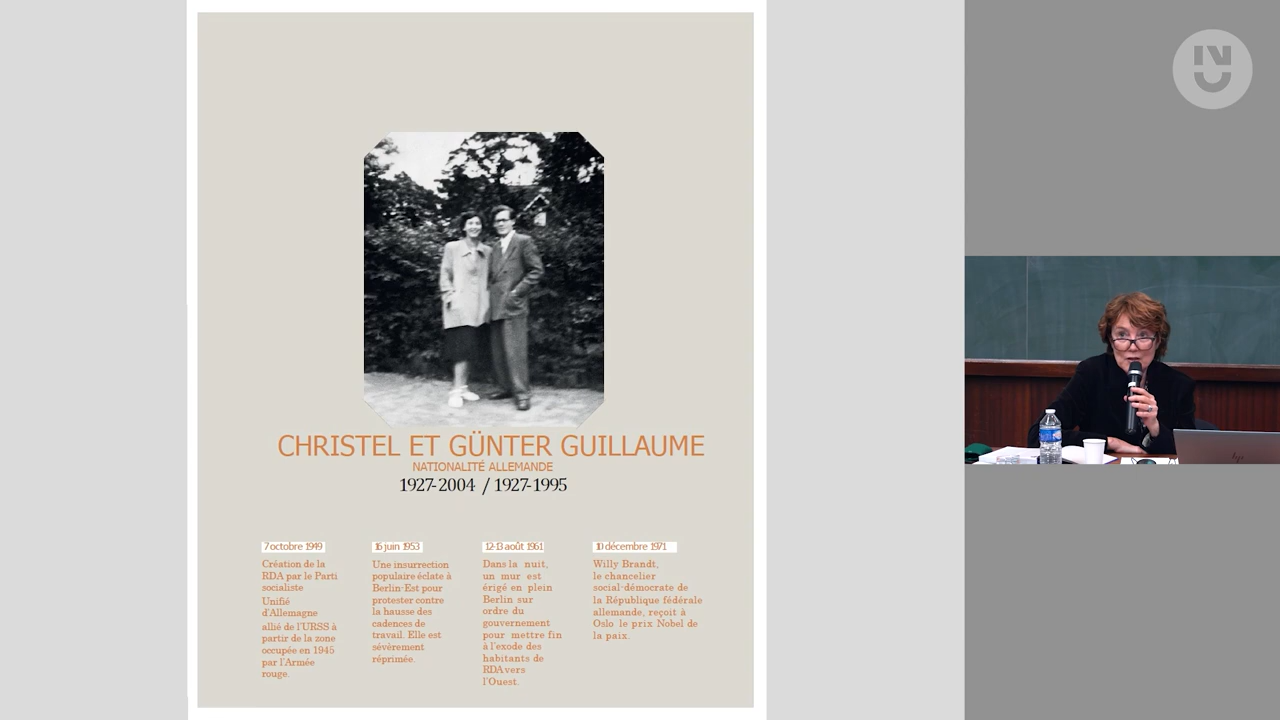 CHRISTEL ET GÜNTER GUILLAUME
NATIONALITÉ ALLEMANDE
1927-2004 / 1927-1995
7 octobre 1949
Création de la
RDA par le Parti
socialiste
Unifié
d'Allemagne
allié de l'URSS à
partir de la zone
occupée en 1945
par l'Armée
rouge.
16 juin 1953
Une insurrection
populaire éclate à
Berlin-Est pour
protester contre
la hausse des
cadences de
travail. Elle est
sévèrement
réprimée.
12-13 août 1961
Dans la nuit,
un mur est
érigé en plein
Berlin sur
ordre du
gouvernement
pour mettre fin
à l'exode des
habitants de
RDA vers
l'Ouest.
10 décembre 1971
Willy Brandt,
le chancelier
social-démocrate de
la République fédérale
allemande, reçoit à
Oslo le prix Nobel de
la paix.
hp